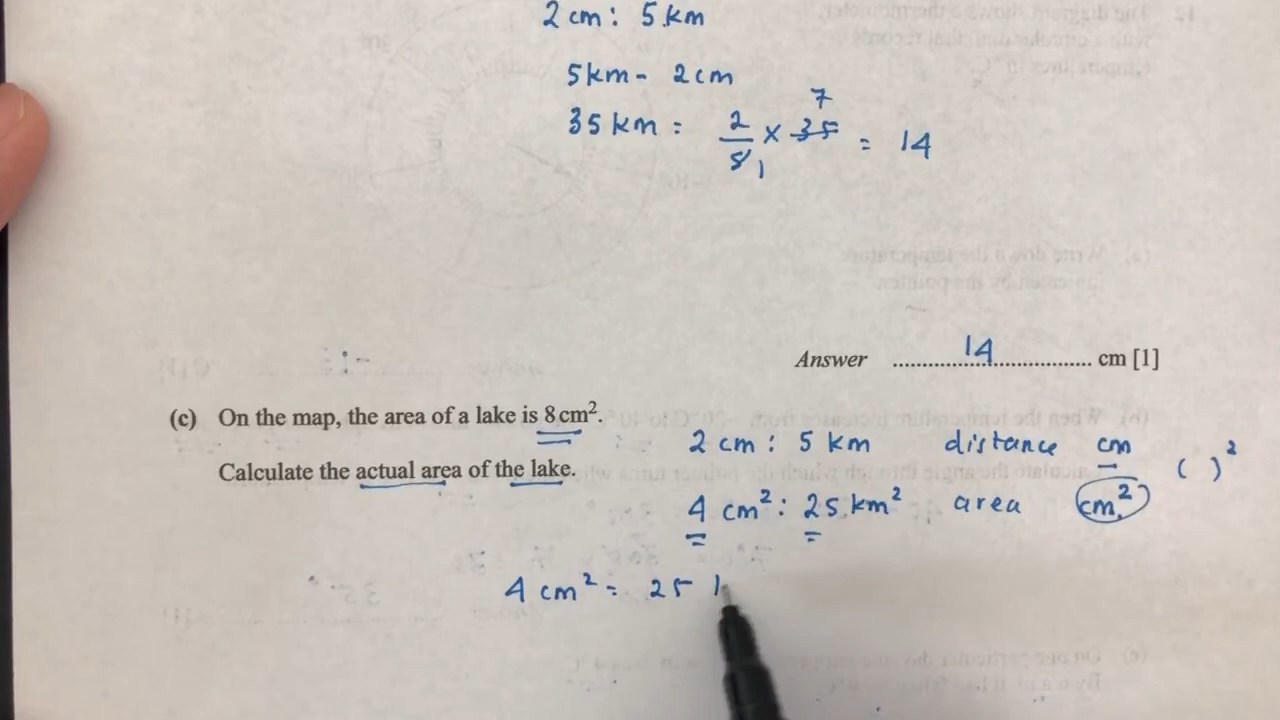 2 cm : 5 km
5 km - 2 cm
7
35 km = 2/5 x 35 = 14
1
Answer 14 cm [1]
(c) On the map, the area of a lake is 8 cm².
2 cm : 5 km distance cm ( )²
Calculate the actual area of the lake.
4 cm² : 25 km² area cm²
4 cm² = 25